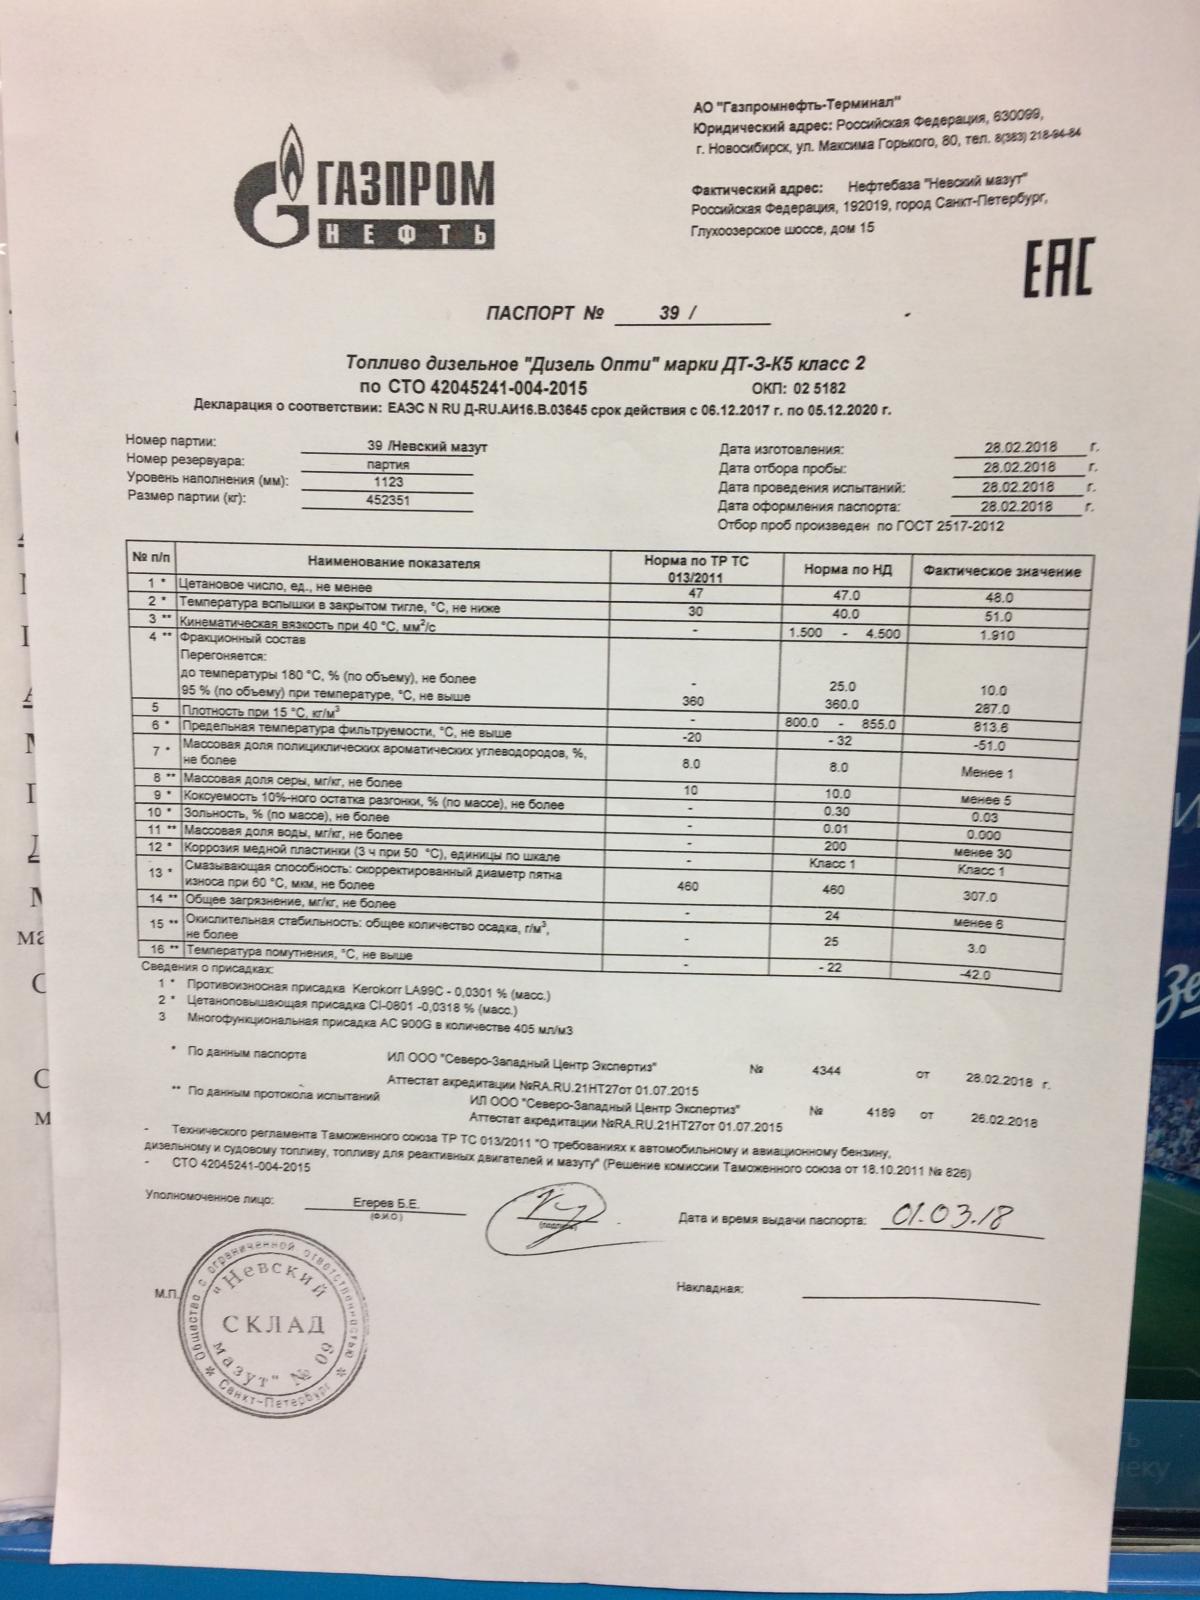 ГАЗПРОМ
НЕФТЬ
АО "Газпромнефть-Терминал"
Юридический адрес: Российская Федерация, 630099,
г. Новосибирск, ул. Максима Горького, 80, тел. 8(383) 218-94-84
Фактический адрес: Нефтебаза "Невский мазут"
Российская Федерация, 192019, город Санкт-Петербург,
Глухоозерское шоссе, дом 15
EAC
ПАСПОРТ № 39 /
Топливо дизельное "Дизель Опти" марки ДТ-З-К5 класс 2
по СТО 42045241-004-2015 ОКП: 02 5182
Декларация о соответствии: ЕАЭС N RU Д-RU.АИ16.В.03645 срок действия с 06.12.2017 г. по 05.12.2020 г.
Номер партии: 39 /Невский мазут
Номер резервуара: партия
Уровень наполнения (мм): 1123
Размер партии (кг): 452351
Дата изготовления: 28.02.2018 г.
Дата отбора пробы: 28.02.2018 г.
Дата проведения испытаний: 28.02.2018 г.
Дата оформления паспорта: 28.02.2018 г.
Отбор проб произведен по ГОСТ 2517-2012
№ п/п Наименование показателя Норма по ТР ТС 013/2011 Норма по НД Фактическое значение
1 * Цетановое число, ед., не менее 47 47.0 48.0
2 * Температура вспышки в закрытом тигле, °С, не ниже 30 40.0 51.0
3 ** Кинематическая вязкость при 40 °С, мм²/с - 1.500 - 4.500 1.910
4 ** Фракционный состав
Перегоняется:
до температуры 180 °С, % (по объему), не более - 25.0 10.0
95 % (по объему) при температуре, °С, не выше 360 360.0 287.0
5 Плотность при 15 °С, кг/м³ - 800.0 - 855.0 813.6
6 * Предельная температура фильтруемости, °С, не выше -20 - 32 -51.0
7 * Массовая доля полициклических ароматических углеводородов, %,
не более 8.0 8.0 Менее 1
8 ** Массовая доля серы, мг/кг, не более 10 10.0 менее 5
9 * Коксуемость 10%-ного остатка разгонки, % (по массе), не более - 0.30 0.03
10 * Зольность, % (по массе), не более - 0.01 0.000
11 ** Массовая доля воды, мг/кг, не более - 200 менее 30
12 * Коррозия медной пластинки (3 ч при 50 °С), единицы по шкале - Класс 1 Класс 1
13 * Смазывающая способность: скорректированный диаметр пятна
износа при 60 °С, мкм, не более 460 460 307.0
14 ** Общее загрязнение, мг/кг, не более - 24 менее 6
15 ** Окислительная стабильность: общее количество осадка, г/м³,
не более - 25 3.0
16 ** Температура помутнения, °С, не выше - - 22 -42.0
Сведения о присадках:
1 * Противоизносная присадка Kerokorr LA99C - 0,0301 % (масс.)
2 * Цетаноповышающая присадка CI-0801 -0,0318 % (масс.)
3 Многофункциональная присадка АС 900G в количестве 405 мл/м3
* По данным паспорта ИЛ ООО "Северо-Западный Центр Экспертиз" № 4344 от 28.02.2018 г.
Аттестат акредитации №RA.RU.21НТ27от 01.07.2015
** По данным протокола испытаний ИЛ ООО "Северо-Западный Центр Экспертиз" № 4189 от 26.02.2018
Аттестат акредитации №RA.RU.21НТ27от 01.07.2015
- Технического регламента Таможенного союза ТР ТС 013/2011 "О требованиях к автомобильному и авиационному бензину,
дизельному и судовому топливу, топливу для реактивных двигателей и мазуту" (Решение комиссии Таможенного союза от 18.10.2011 № 826)
- СТО 42045241-004-2015
Уполномоченное лицо: Егерев Б.Е.
(Ф.И.О)
(подпись)
Дата и время выдачи паспорта: 01.03.18
М.П.
Накладная:
Общество с ограниченной ответственностью
"Невский
СКЛАД
мазут" № 09
* Санкт-Петербург *